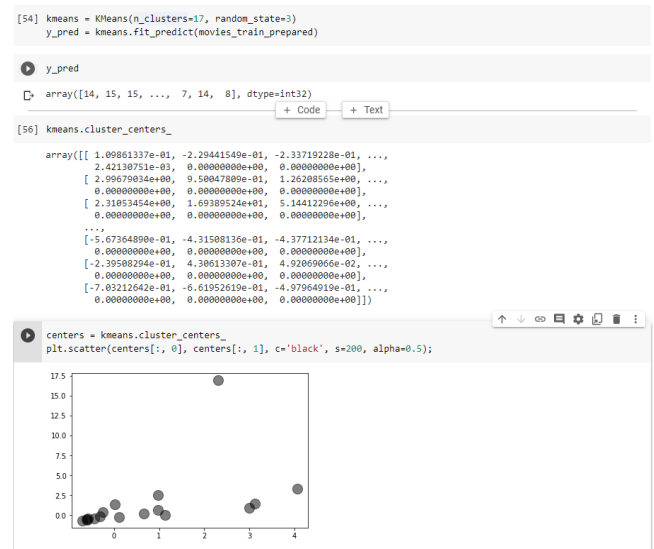 [54] kmeans = KMeans(n_clusters=17, random_state=3)
y_pred = kmeans.fit_predict(movies_train_prepared)
y_pred
array([14, 15, 15, ..., 7, 14, 8], dtype=int32)
+ Code + Text
[56] kmeans.cluster_centers_
array([[ 1.09861337e-01, -2.29441549e-01, -2.33719228e-01, ...,
2.42130751e-03, 0.00000000e+00, 0.00000000e+00],
[ 2.99679034e+00, 9.50047809e-01, 1.26208565e+00, ...,
0.00000000e+00, 0.00000000e+00, 0.00000000e+00],
[ 2.31053454e+00, 1.69389524e+01, 5.14412296e+00, ...,
0.00000000e+00, 0.00000000e+00, 0.00000000e+00],
...,
[-5.67364890e-01, -4.31508136e-01, -4.37712134e-01, ...,
0.00000000e+00, 0.00000000e+00, 0.00000000e+00],
[-2.39508294e-01, 4.30613307e-01, 4.92069066e-02, ...,
0.00000000e+00, 0.00000000e+00, 0.00000000e+00],
[-7.03212642e-01, -6.61952619e-01, -4.97964919e-01, ...,
0.00000000e+00, 0.00000000e+00, 0.00000000e+00]])
centers = kmeans.cluster_centers_
plt.scatter(centers[:, 0], centers[:, 1], c='black', s=200, alpha=0.5);
17.5
15.0
12.5
10.0
7.5
5.0
2.5
0.0
0 1 2 3 4